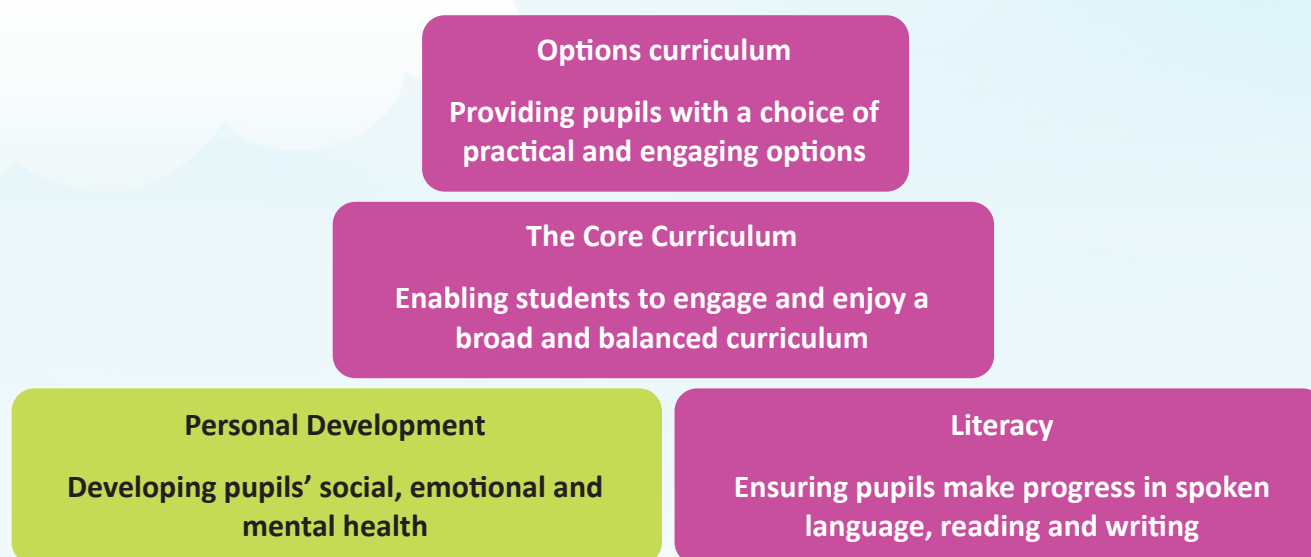 Options curriculum
Providing pupils with a choice of
practical and engaging options
The Core Curriculum
Enabling students to engage and enjoy a
broad and balanced curriculum
Personal Development
Developing pupils’ social, emotional and
mental health
Literacy
Ensuring pupils make progress in spoken
language, reading and writing